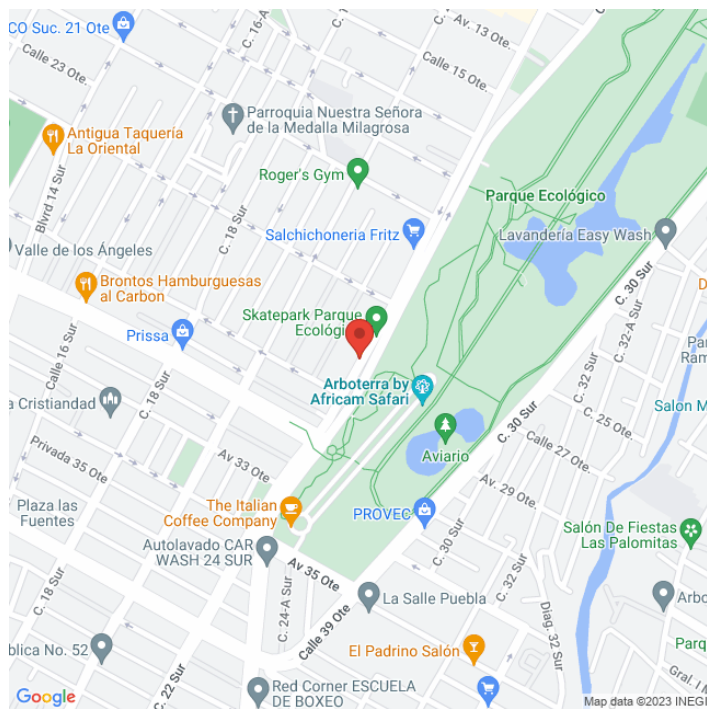 CO Suc. 21 Ote
C. 16-A
Av. 13 Ote.
Calle 23 Ote.
Calle 15 Ote.
Parroquia Nuestra Señora
de la Medalla Milagrosa
Antigua Taquería
La Oriental
Roger's Gym
Blvrd 14 Sur
C. 18 Sur
Parque Ecológico
Salchichoneria Fritz
Lavandería Easy Wash
Valle de los Ángeles
Brontos Hamburguesas
al Carbon
C. 30 Sur
Skatepark Parque
Prissa
C. 32-A Sur
Calle 16 Sur
Arboterra by
Africam Safari
C. 32 Sur
Salon M
a Cristiandad
C. 18 Sur
C. 30 Sur
C. 25 Ote.
Calle 27 Ote.
Aviario
Privada 35 Ote
Av 33 Ote
Av. 29 Ote.
Plaza las
Fuentes
The Italian
Coffee Company
PROVEC
Salón De Fiestas
Las Palomitas
Autolavado CAR
WASH 24 SUR
C. 30 Sur
Av 35 Ote
C. 32 Sur
C. 18 Sur
La Salle Puebla
Arbo
C. 24-A Sur
Calle 39 Ote
Diag. 32 Sur
blica No. 52
El Padrino Salón
Parq
C. 22 Sur
Gral. I M
Red Corner ESCUELA
DE BOXEO
Google
Map data ©2023 INEGI